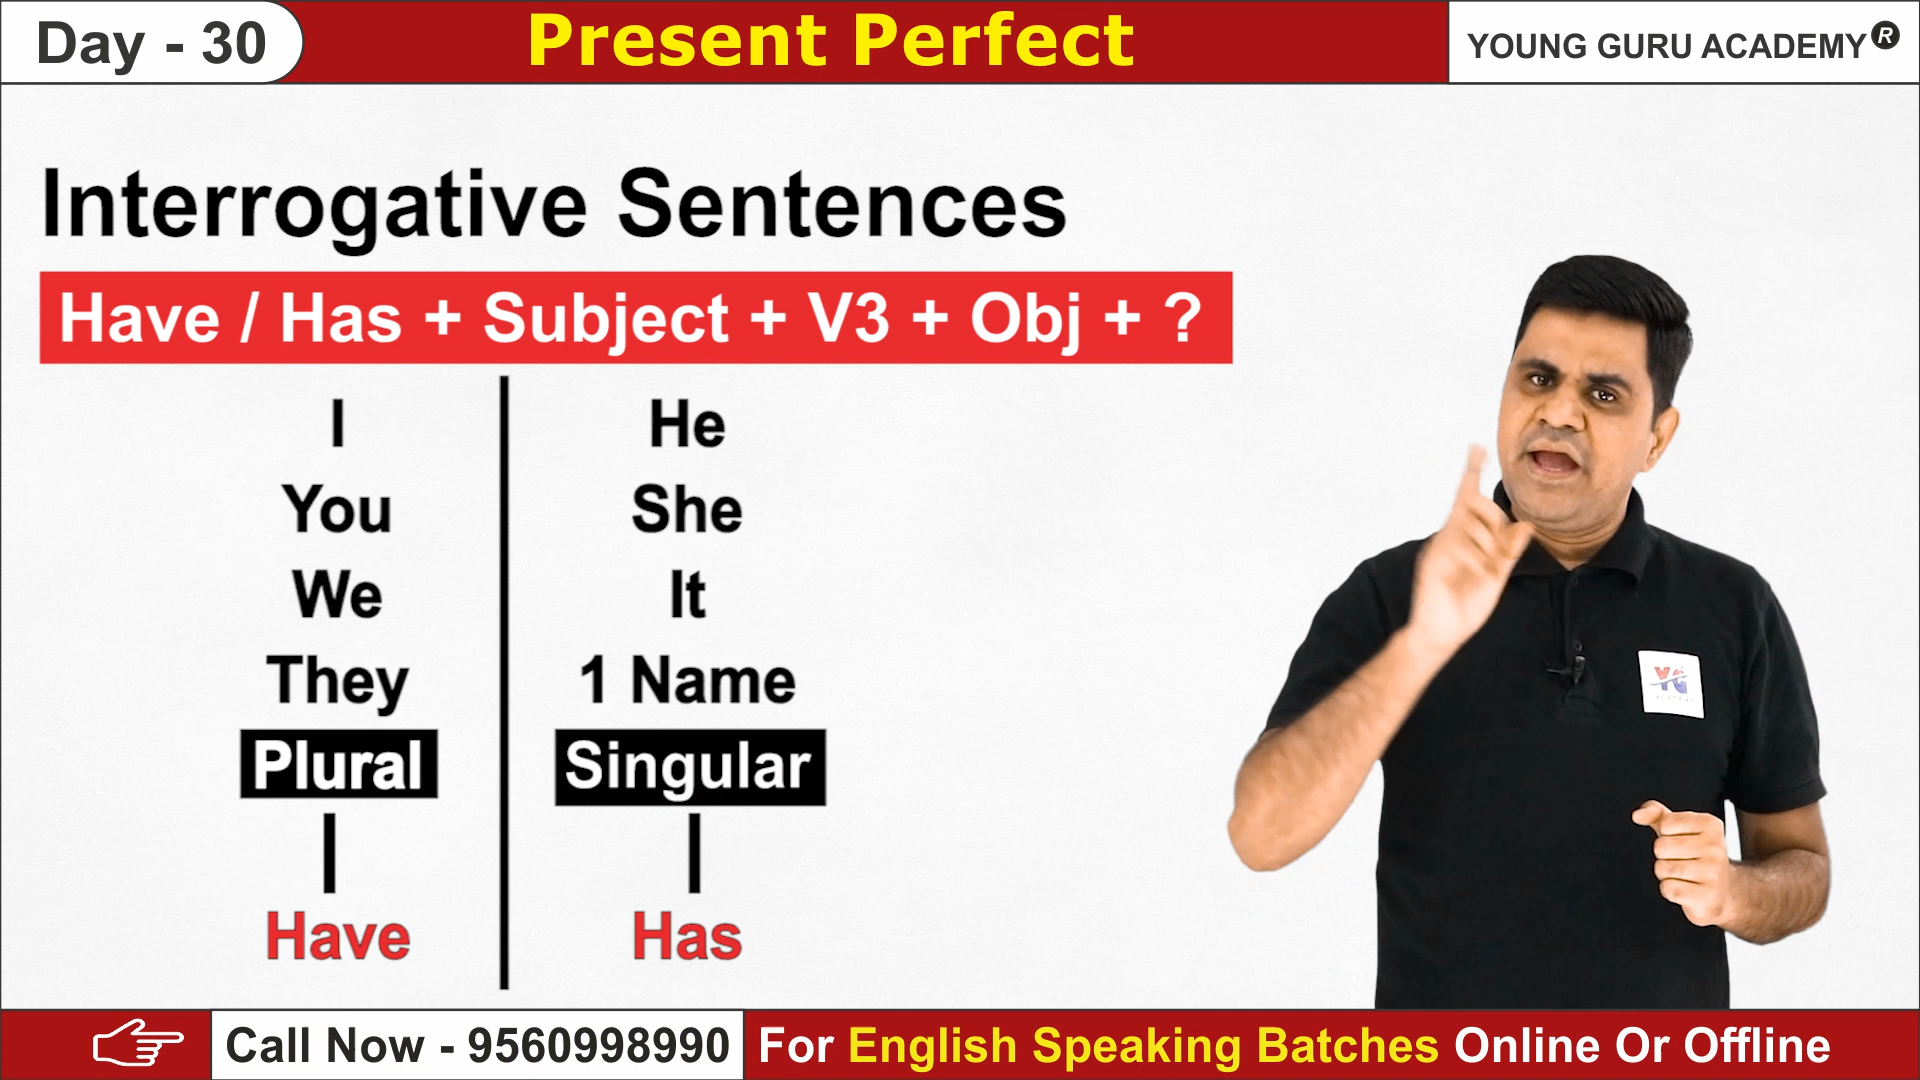 Day - 30
Present Perfect
YOUNG GURU ACADEMY®
Interrogative Sentences
Have / Has + Subject + V3 + Obj + ?
I
You
We
They
Plural
Have
He
She
It
1 Name
Singular
Has
YG
Call Now - 9560998990
For English Speaking Batches Online Or Offline